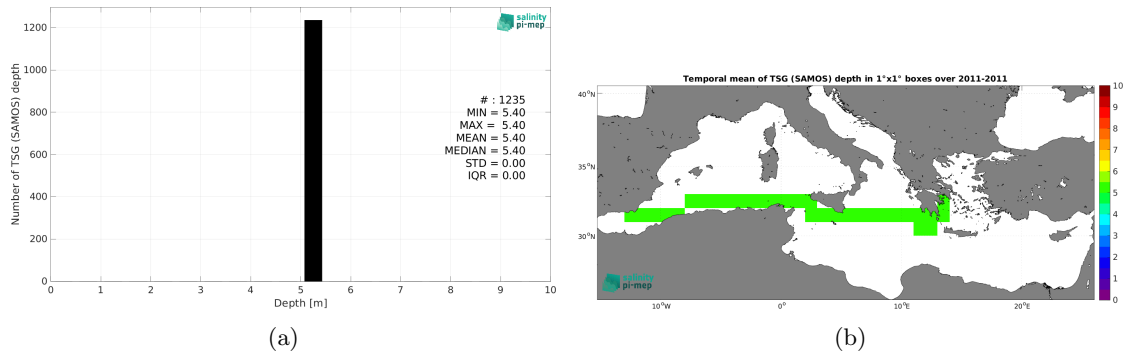 1200
1000
800
600
400
200
0
Number of TSG (SAMOS) depth
salinity
pi-mep
# : 1235
MIN = 5.40
MAX = 5.40
MEAN = 5.40
MEDIAN = 5.40
STD = 0.00
IQR = 0.00
0 1 2 3 4 5 6 7 8 9 10
Depth [m]
(a)
Temporal mean of TSG (SAMOS) depth in 1°x1° boxes over 2011-2011
40°N
35°N
30°N
salinity
pi-mep
10°W 0° 10°E 20°E
10
9
8
7
6
5
4
3
2
1
0
(b)